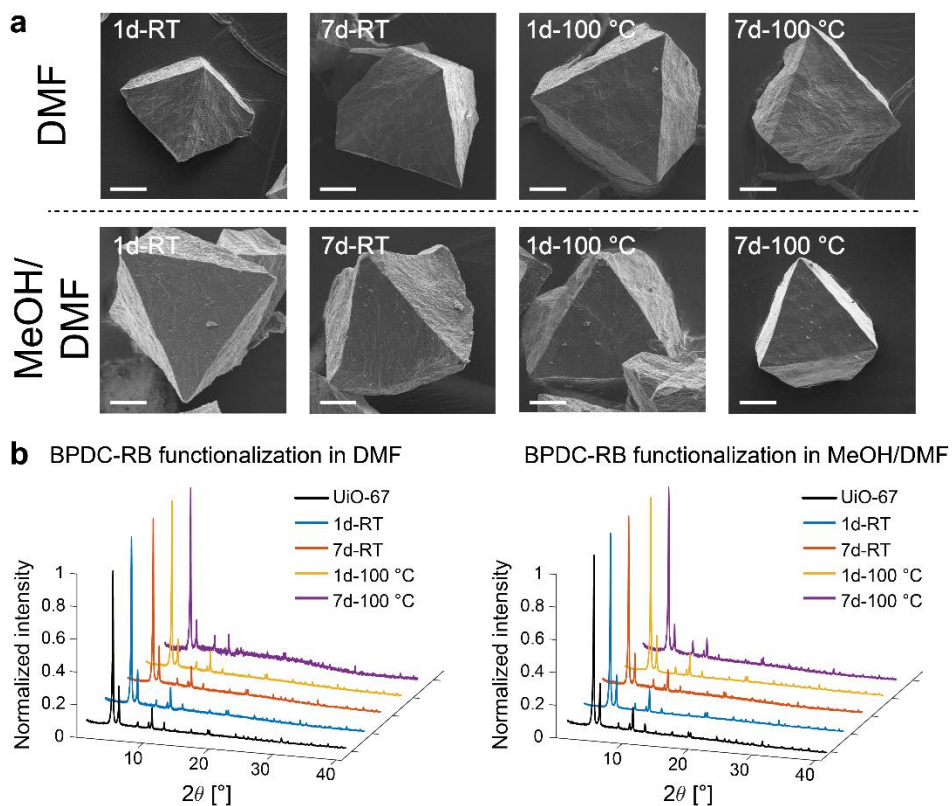 a
1d-RT 7d-RT 1d-100 °C 7d-100 °C
DMF
1d-RT 7d-RT 1d-100 °C 7d-100 °C
MeOH/
DMF
b BPDC-RB functionalization in DMF
UiO-67
1d-RT
7d-RT
1d-100 °C
7d-100 °C
Normalized intensity
1
0.8
0.6
0.4
0.2
0
10 20 30 40
2θ [°]
BPDC-RB functionalization in MeOH/DMF
UiO-67
1d-RT
7d-RT
1d-100 °C
7d-100 °C
Normalized intensity
1
0.8
0.6
0.4
0.2
0
10 20 30 40
2θ [°]